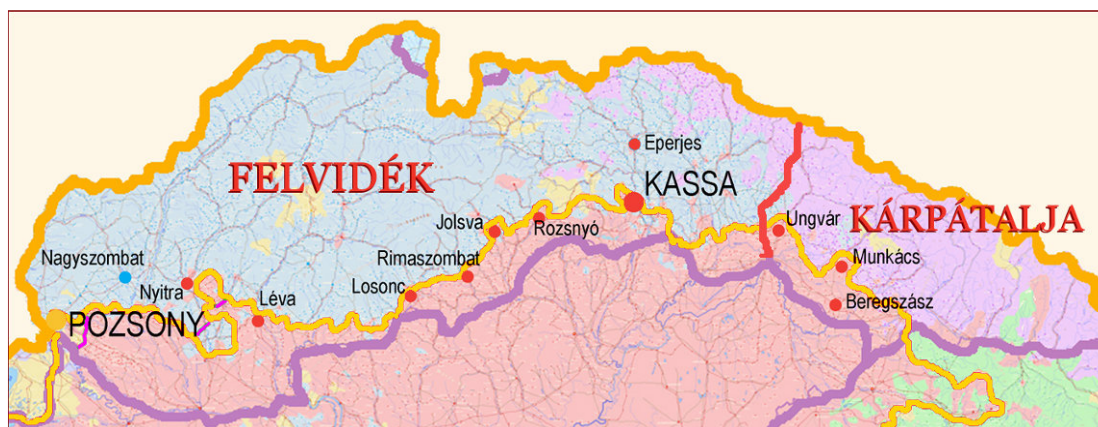 Eperjes
FELVIDÉK
KASSA
Jolsva
Rozsnyó
Ungvár
KÁRPÁTALJA
Nagyszombat
Rimaszombat
Munkács
Nyitra
Léva
Losonc
Beregszász
POZSONY